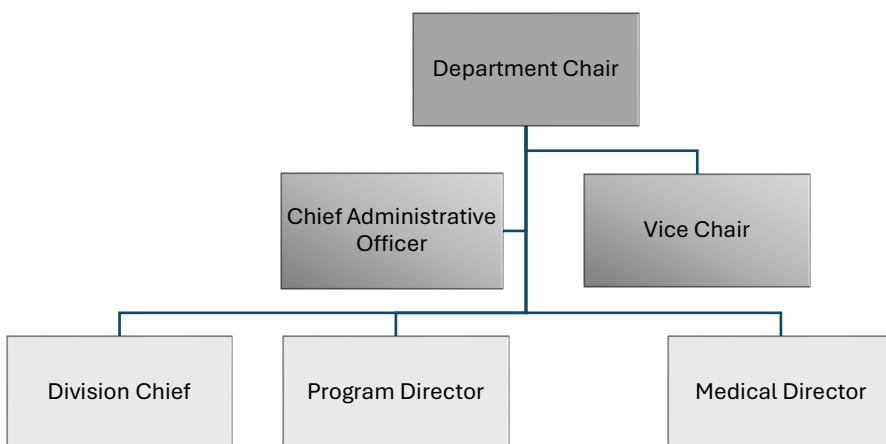 Department Chair
Chief Administrative
Officer
Vice Chair
Division Chief
Program Director
Medical Director